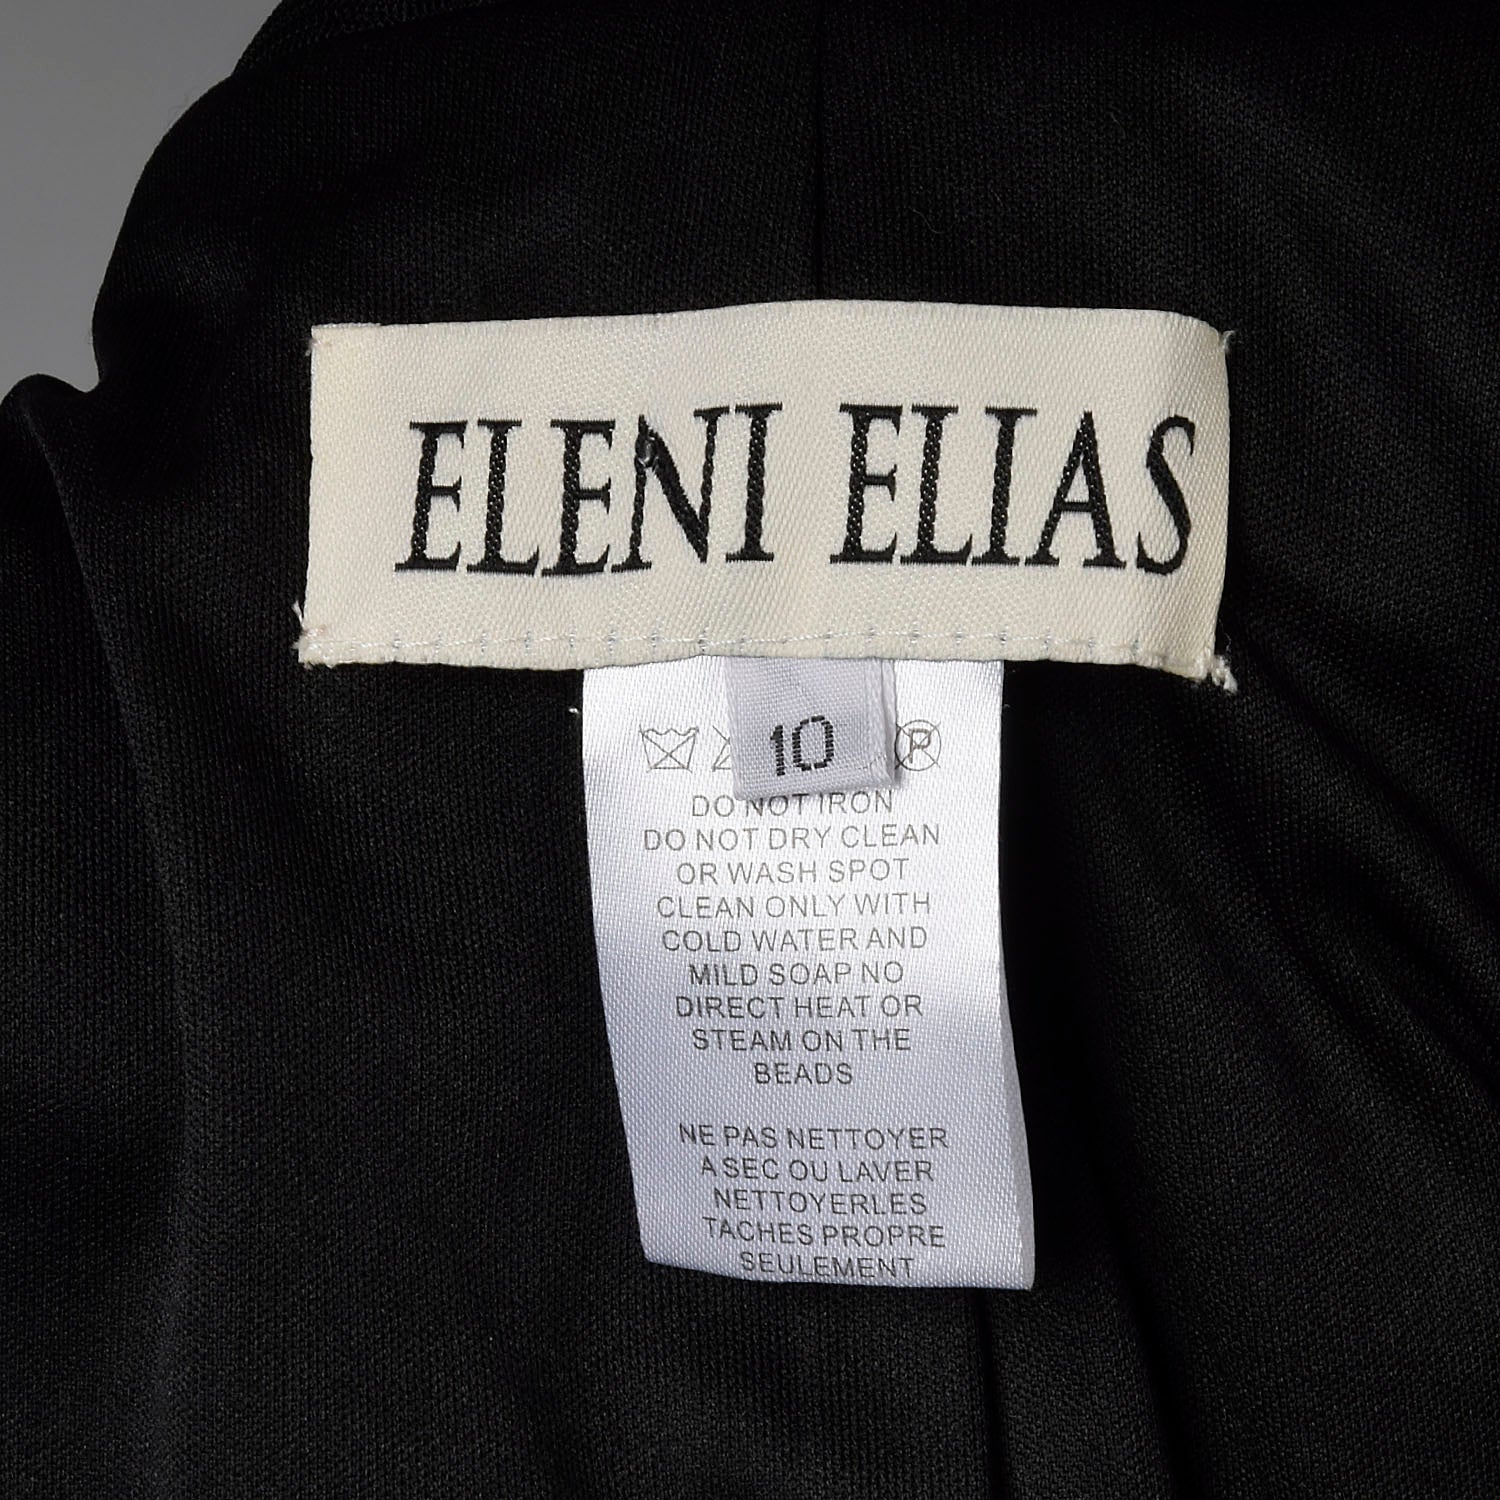 ELENI ELIAS
10
P
DO NOT IRON
DO NOT DRY CLEAN
OR WASH SPOT
CLEAN ONLY WITH
COLD WATER AND
MILD SOAP NO
DIRECT HEAT OR
STEAM ON THE
BEADS
NE PAS NETTOYER
A SEC OU LAVER
NETTOYERLES
TACHES PROPRE
SEULEMENT